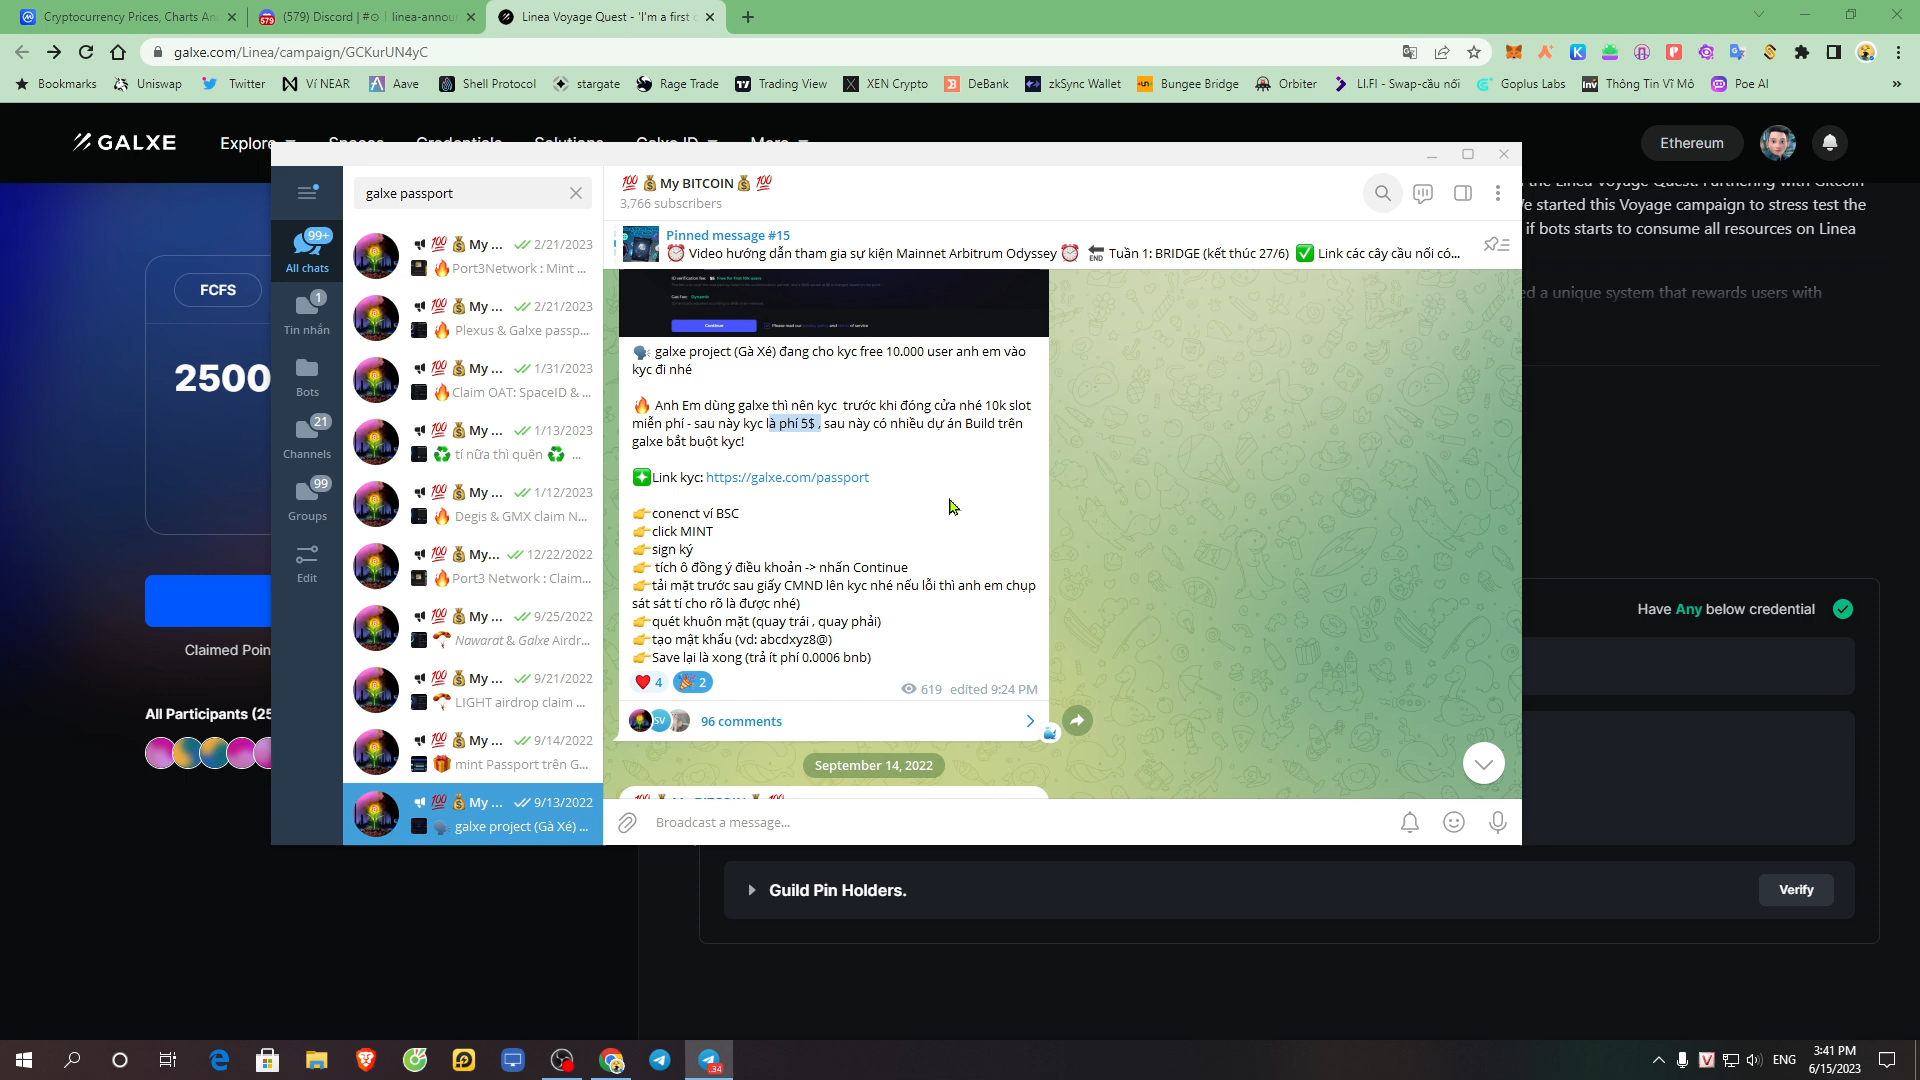 Cryptocurrency Prices, Charts An
(579) Discord | #⊙ | linea-annou
Linea Voyage Quest - 'I'm a first c
galxe.com/Linea/campaign/GCKurUN4yC
Bookmarks
Uniswap
Twitter
Ví NEAR
Aave
Shell Protocol
stargate
Rage Trade
Trading View
XEN Crypto
DeBank
zkSync Wallet
Bungee Bridge
Orbiter
LI.FI - Swap-cầu nối
Goplus Labs
Thông Tin Vĩ Mô
Poe AI
»
GALXE
Explore
Ethereum
FCFS
2500
Claimed Poin
All Participants (25
e started this Voyage campaign to stress test the
if bots starts to consume all resources on Linea
ed a unique system that rewards users with
Have Any below credential
Guild Pin Holders.
Verify
99+
All chats
1
Tin nhắn
Bots
21
Channels
99
Groups
Edit
galxe passport
💯 💰My ... 2/21/2023
🔥Port3Network : Mint ...
💯 💰My ... 2/21/2023
🔥 Plexus & Galxe passp...
💯 💰My ... 1/31/2023
🔥Claim OAT: SpaceID & ...
💯 💰My ... 1/13/2023
♻️ tí nữa thì quên ♻️ ...
💯 💰My ... 1/12/2023
🔥 Degis & GMX claim N...
💯 💰My... 12/22/2022
🔥Port3 Network : Claim...
💯 💰My ... 9/25/2022
🪂 Nawarat & Galxe Airdr...
💯 💰My ... 9/21/2022
🪂 LIGHT airdrop claim ...
💯 💰My ... 9/14/2022
🎁 mint Passport trên G...
💯 💰My ... 9/13/2022
🗣 galxe project (Gà Xé) ...
💯 💰My BITCOIN💰 💯
3,766 subscribers
Pinned message #15
⏰ Video hướng dẫn tham gia sự kiện Mainnet Arbitrum Odyssey ⏰ 🔚 Tuần 1: BRIDGE (kết thúc 27/6) ✅ Link các cây cầu nối có...
Continue
🗣 galxe project (Gà Xé) đang cho kyc free 10.000 user anh em vào
kyc đi nhé
🔥 Anh Em dùng galxe thì nên kyc trước khi đóng cửa nhé 10k slot
miễn phí - sau này kyc là phí 5$ , sau này có nhiều dự án Build trên
galxe bắt buột kyc!
❇️Link kyc: https://galxe.com/passport
👉conenct ví BSC
👉click MINT
👉sign ký
👉 tích ô đồng ý điều khoản -> nhấn Continue
👉tải mặt trước sau giấy CMND lên kyc nhé nếu lỗi thì anh em chụp
sát sát tí cho rõ là được nhé)
👉quét khuôn mặt (quay trái , quay phải)
👉tạo mật khẩu (vd: abcdxyz8@)
👉Save lại là xong (trả ít phí 0.0006 bnb)
❤️ 4 🎉 2
619 edited 9:24 PM
SV
96 comments
September 14, 2022
Broadcast a message...
34
ENG
3:41 PM
6/15/2023